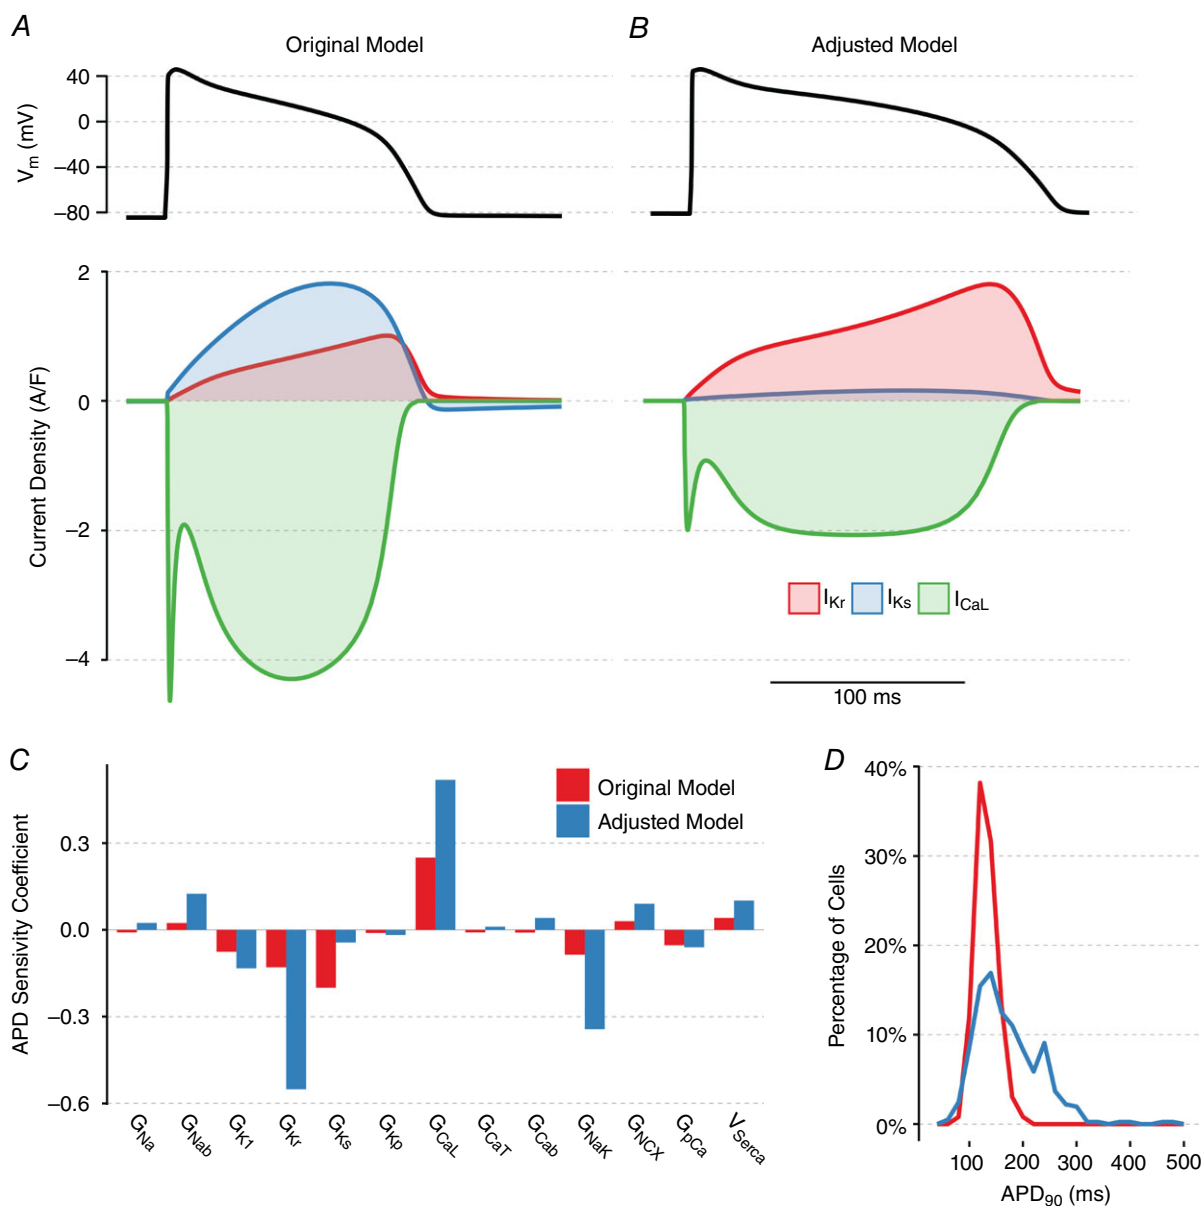 A
B
Original Model
Adjusted Model
40
0
−40
−80
Vm (mV)
2
0
−2
−4
Current Density (A/F)
IKr
IKs
ICaL
100 ms
C
D
Original Model
Adjusted Model
0.3
0.0
−0.3
−0.6
APD Sensivity Coefficient
GNa
GNab
GK1
GKr
GKs
GKp
GCaL
GCaT
GCab
GNaK
GNCX
GpCa
VSerca
40%
30%
20%
10%
0%
Percentage of Cells
100 200 300 400 500
APD90 (ms)